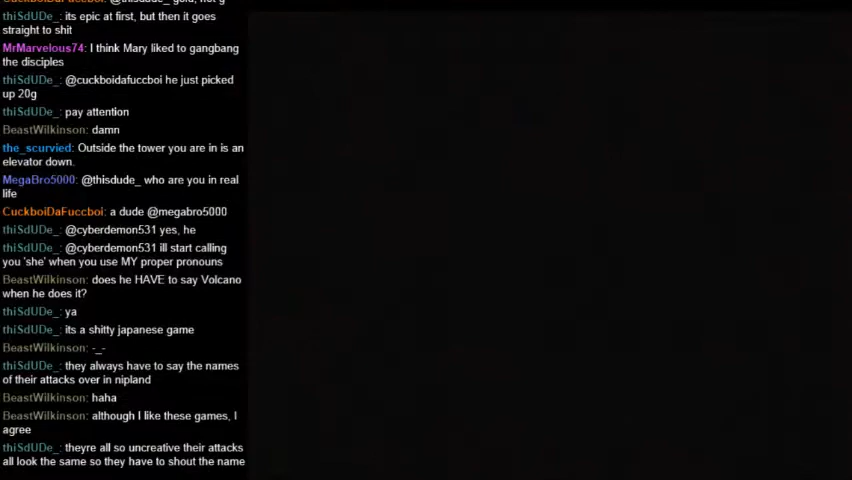 thiSdUDe_: its epic at first, but then it goes
straight to shit
MrMarvelous74: I think Mary liked to gangbang
the disciples
thiSdUDe_: @cuckboidafuccboi he just picked
up 20g
thiSdUDe_: pay attention
BeastWilkinson: damn
the_scurvied: Outside the tower you are in is an
elevator down.
MegaBro5000: @thisdude_ who are you in real
life
CuckboiDaFuccboi: a dude @megabro5000
thiSdUDe_: @cyberdemon531 yes, he
thiSdUDe_: @cyberdemon531 ill start calling
you 'she' when you use MY proper pronouns
BeastWilkinson: does he HAVE to say Volcano
when he does it?
thiSdUDe_: ya
thiSdUDe_: its a shitty japanese game
BeastWilkinson: -_-
thiSdUDe_: they always have to say the names
of their attacks over in nipland
BeastWilkinson: haha
BeastWilkinson: although I like these games, I
agree
thiSdUDe_: theyre all so uncreative their attacks
all look the same so they have to shout the name